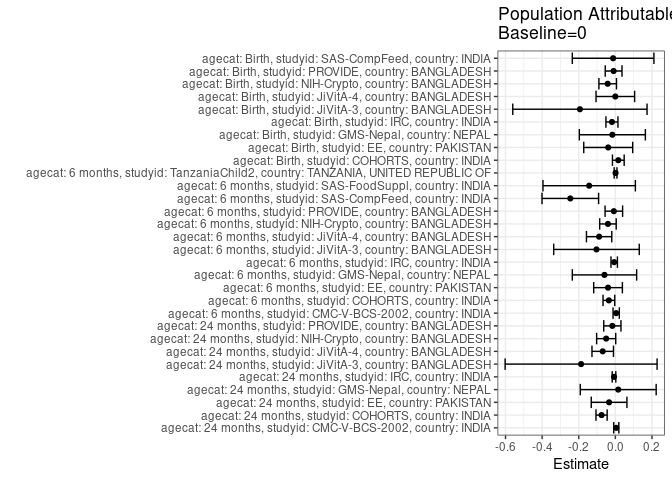 Population Attributable
Baseline=0
agecat: Birth, studyid: SAS-CompFeed, country: INDIA
agecat: Birth, studyid: PROVIDE, country: BANGLADESH
agecat: Birth, studyid: NIH-Crypto, country: BANGLADESH
agecat: Birth, studyid: JiVitA-4, country: BANGLADESH
agecat: Birth, studyid: JiVitA-3, country: BANGLADESH
agecat: Birth, studyid: IRC, country: INDIA
agecat: Birth, studyid: GMS-Nepal, country: NEPAL
agecat: Birth, studyid: EE, country: PAKISTAN
agecat: Birth, studyid: COHORTS, country: INDIA
agecat: 6 months, studyid: TanzaniaChild2, country: TANZANIA, UNITED REPUBLIC OF
agecat: 6 months, studyid: SAS-FoodSuppl, country: INDIA
agecat: 6 months, studyid: SAS-CompFeed, country: INDIA
agecat: 6 months, studyid: PROVIDE, country: BANGLADESH
agecat: 6 months, studyid: NIH-Crypto, country: BANGLADESH
agecat: 6 months, studyid: JiVitA-4, country: BANGLADESH
agecat: 6 months, studyid: JiVitA-3, country: BANGLADESH
agecat: 6 months, studyid: IRC, country: INDIA
agecat: 6 months, studyid: GMS-Nepal, country: NEPAL
agecat: 6 months, studyid: EE, country: PAKISTAN
agecat: 6 months, studyid: COHORTS, country: INDIA
agecat: 6 months, studyid: CMC-V-BCS-2002, country: INDIA
agecat: 24 months, studyid: PROVIDE, country: BANGLADESH
agecat: 24 months, studyid: NIH-Crypto, country: BANGLADESH
agecat: 24 months, studyid: JiVitA-4, country: BANGLADESH
agecat: 24 months, studyid: JiVitA-3, country: BANGLADESH
agecat: 24 months, studyid: IRC, country: INDIA
agecat: 24 months, studyid: GMS-Nepal, country: NEPAL
agecat: 24 months, studyid: EE, country: PAKISTAN
agecat: 24 months, studyid: COHORTS, country: INDIA
agecat: 24 months, studyid: CMC-V-BCS-2002, country: INDIA
-0.6 -0.4 -0.2 0.0 0.2
Estimate